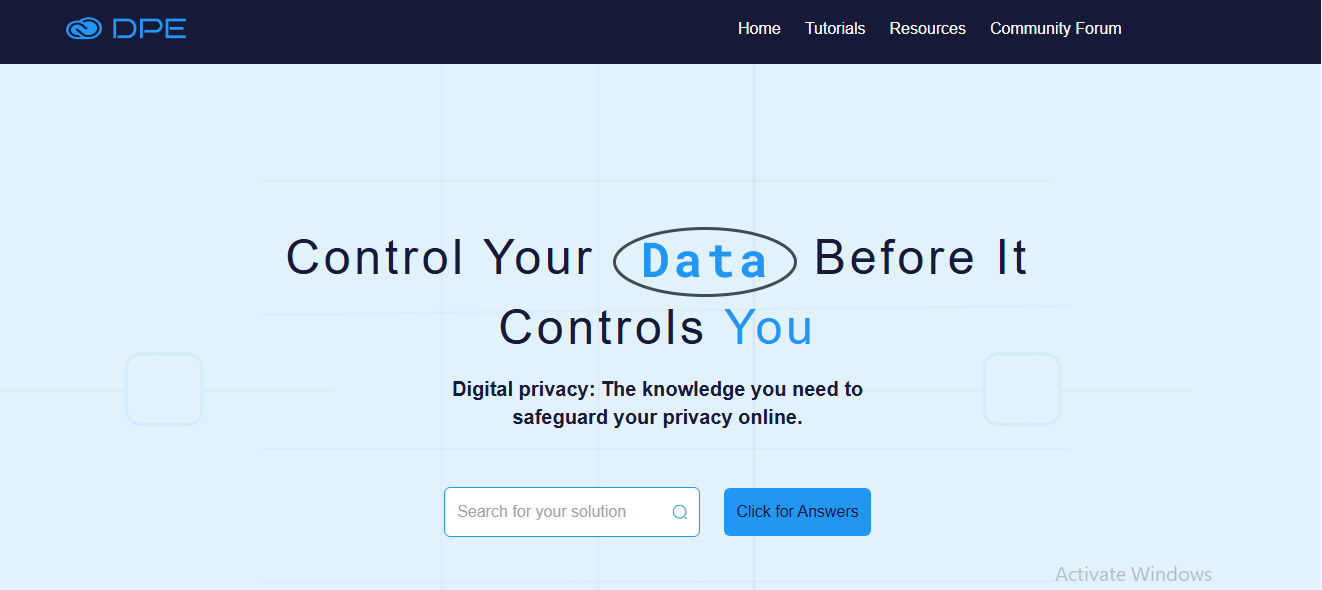 DPE
Home Tutorials Resources Community Forum
Control Your Data Before It
Controls You
Digital privacy: The knowledge you need to
safeguard your privacy online.
Search for your solution
Click for Answers
Activate Windows